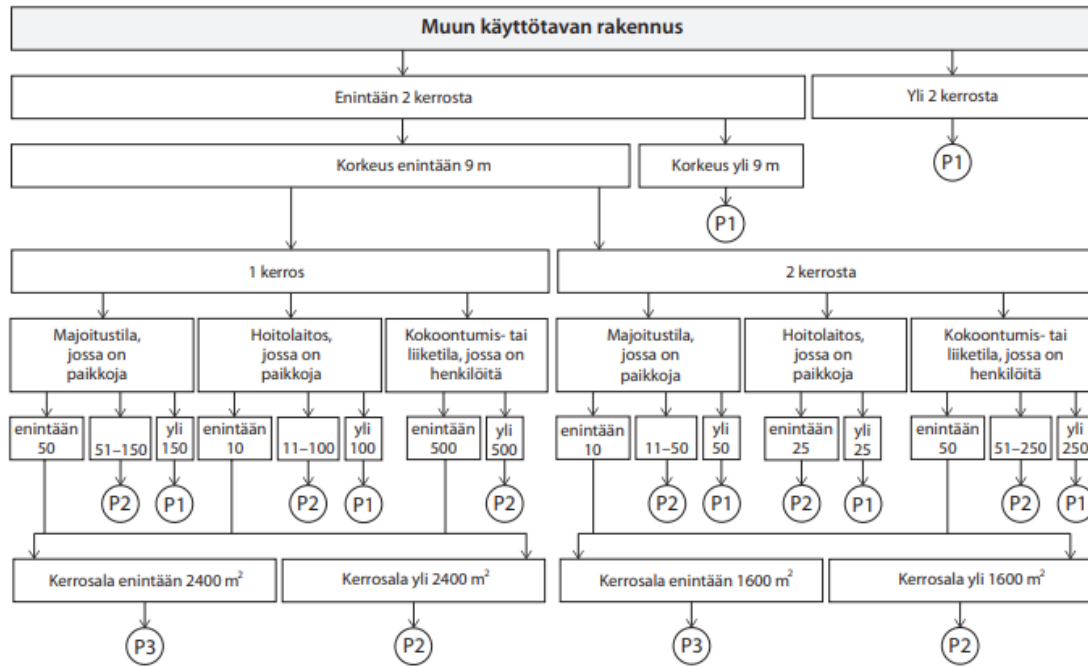 Muun käyttötavan rakennus
Enintään 2 kerrosta
Yli 2 kerrosta
Korkeus enintään 9 m
Korkeus yli 9 m
P1
P1
1 kerros
2 kerrosta
Majoitustila,
jossa on
paikkoja
Hoitolaitos,
jossa on
paikkoja
Kokoontumis- tai
liiketila, jossa on
henkilöitä
Majoitustila,
jossa on
paikkoja
Hoitolaitos,
jossa on
paikkoja
Kokoontumis- tai
liiketila, jossa on
henkilöitä
enintään
50
51–150
yli
150
enintään
10
11–100
yli
100
enintään
500
yli
500
enintään
10
11–50
yli
50
enintään
25
yli
25
enintään
50
51–250
yli
250
P2
P1
P2
P1
P2
P2
P1
P2
P1
P2
P1
Kerrosala enintään 2400 m²
Kerrosala yli 2400 m²
Kerrosala enintään 1600 m²
Kerrosala yli 1600 m²
P3
P2
P3
P2